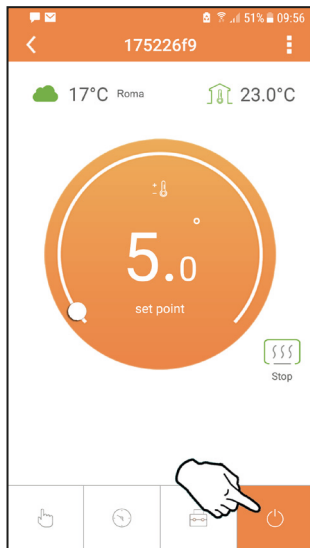 51% 09:56
175226f9
17°C Roma
23.0°C
5.0°
set point
Stop